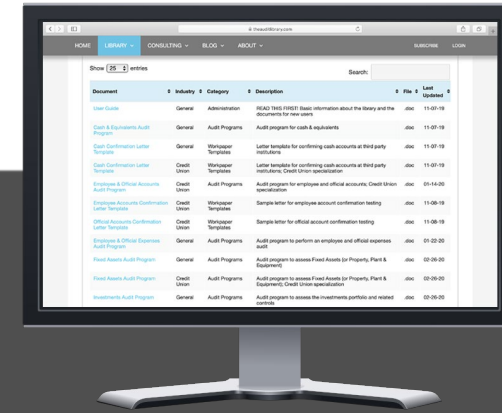 theauditlibrary.com
HOME LIBRARY CONSULTING BLOG ABOUT SUBSCRIBE LOGIN
Show 25 entries Search:
Document Industry Category Description File Last Updated
User Guide General Administration READ THIS FIRST! Basic information about the library and the documents for new users .doc 11-07-19
Cash & Equivalents Audit Program General Audit Programs Audit program for cash & equivalents .doc 11-07-19
Cash Confirmation Letter Template General Workpaper Templates Letter template for confirming cash accounts at third party institutions .doc 11-07-19
Cash Confirmation Letter Template Credit Union Workpaper Templates Letter template for confirming cash accounts at third party institutions; Credit Union specialization .doc 11-07-19
Employee & Official Accounts Audit Program Credit Union Audit Programs Audit program for employee and official accounts; Credit Union specialization .doc 01-14-20
Employee Accounts Confirmation Letter Template Credit Union Workpaper Templates Sample letter for employee account confirmation testing .doc 11-08-19
Official Accounts Confirmation Letter Template Credit Union Workpaper Templates Sample letter for official account confirmation testing .doc 11-08-19
Employee & Official Expenses Audit Program General Audit Programs Audit program to perform an employee and official expenses audit .doc 01-22-20
Fixed Assets Audit Program General Audit Programs Audit program to assess Fixed Assets (or Property, Plant & Equipment) .doc 02-26-20
Fixed Assets Audit Program Credit Union Audit Programs Audit program to assess Fixed Assets (or Property, Plant & Equipment); Credit Union specialization .doc 02-26-20
Investments Audit Program General Audit Programs Audit program to assess the investments portfolio and related controls .doc 02-26-20